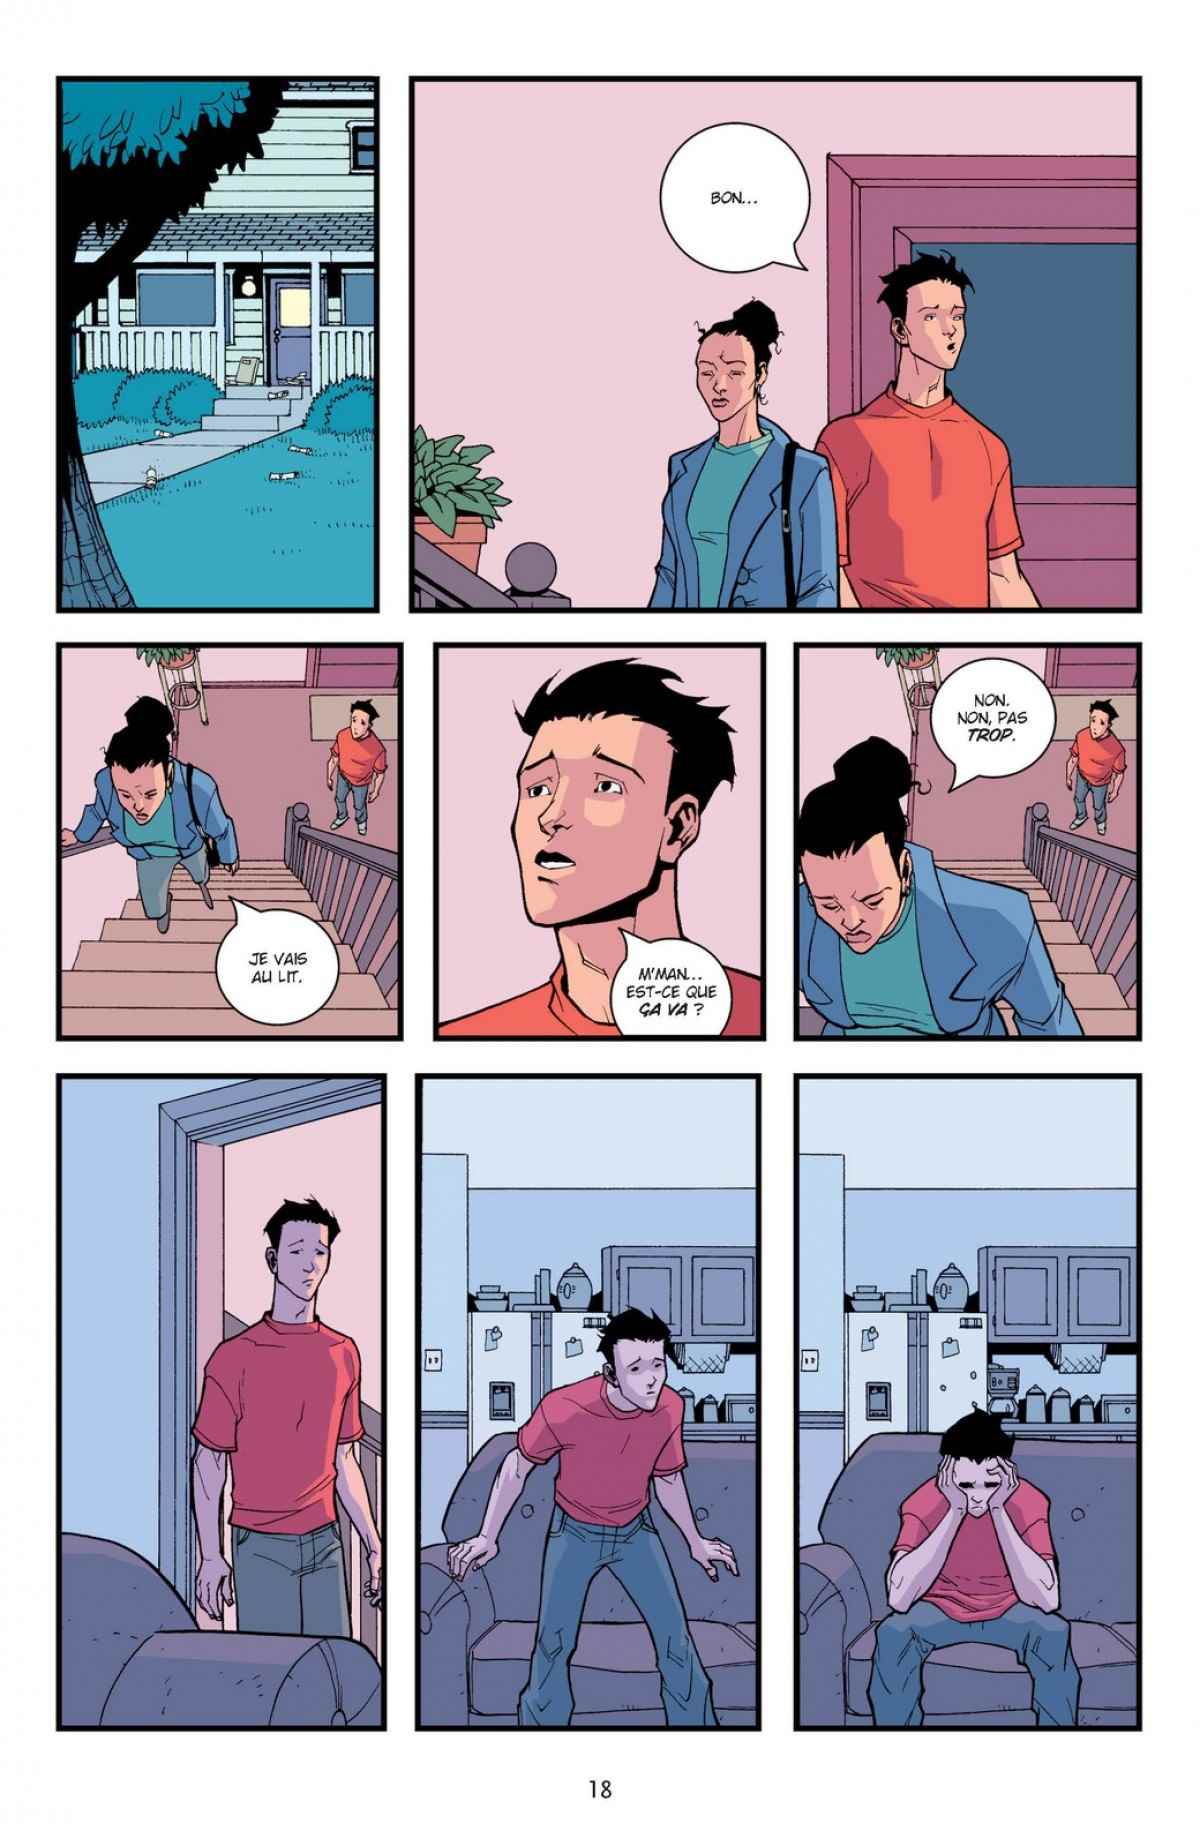 BON...
JE VAIS
AU LIT.
M'MAN...
EST-CE QUE
ÇA VA ?
NON.
NON, PAS
TROP.
18